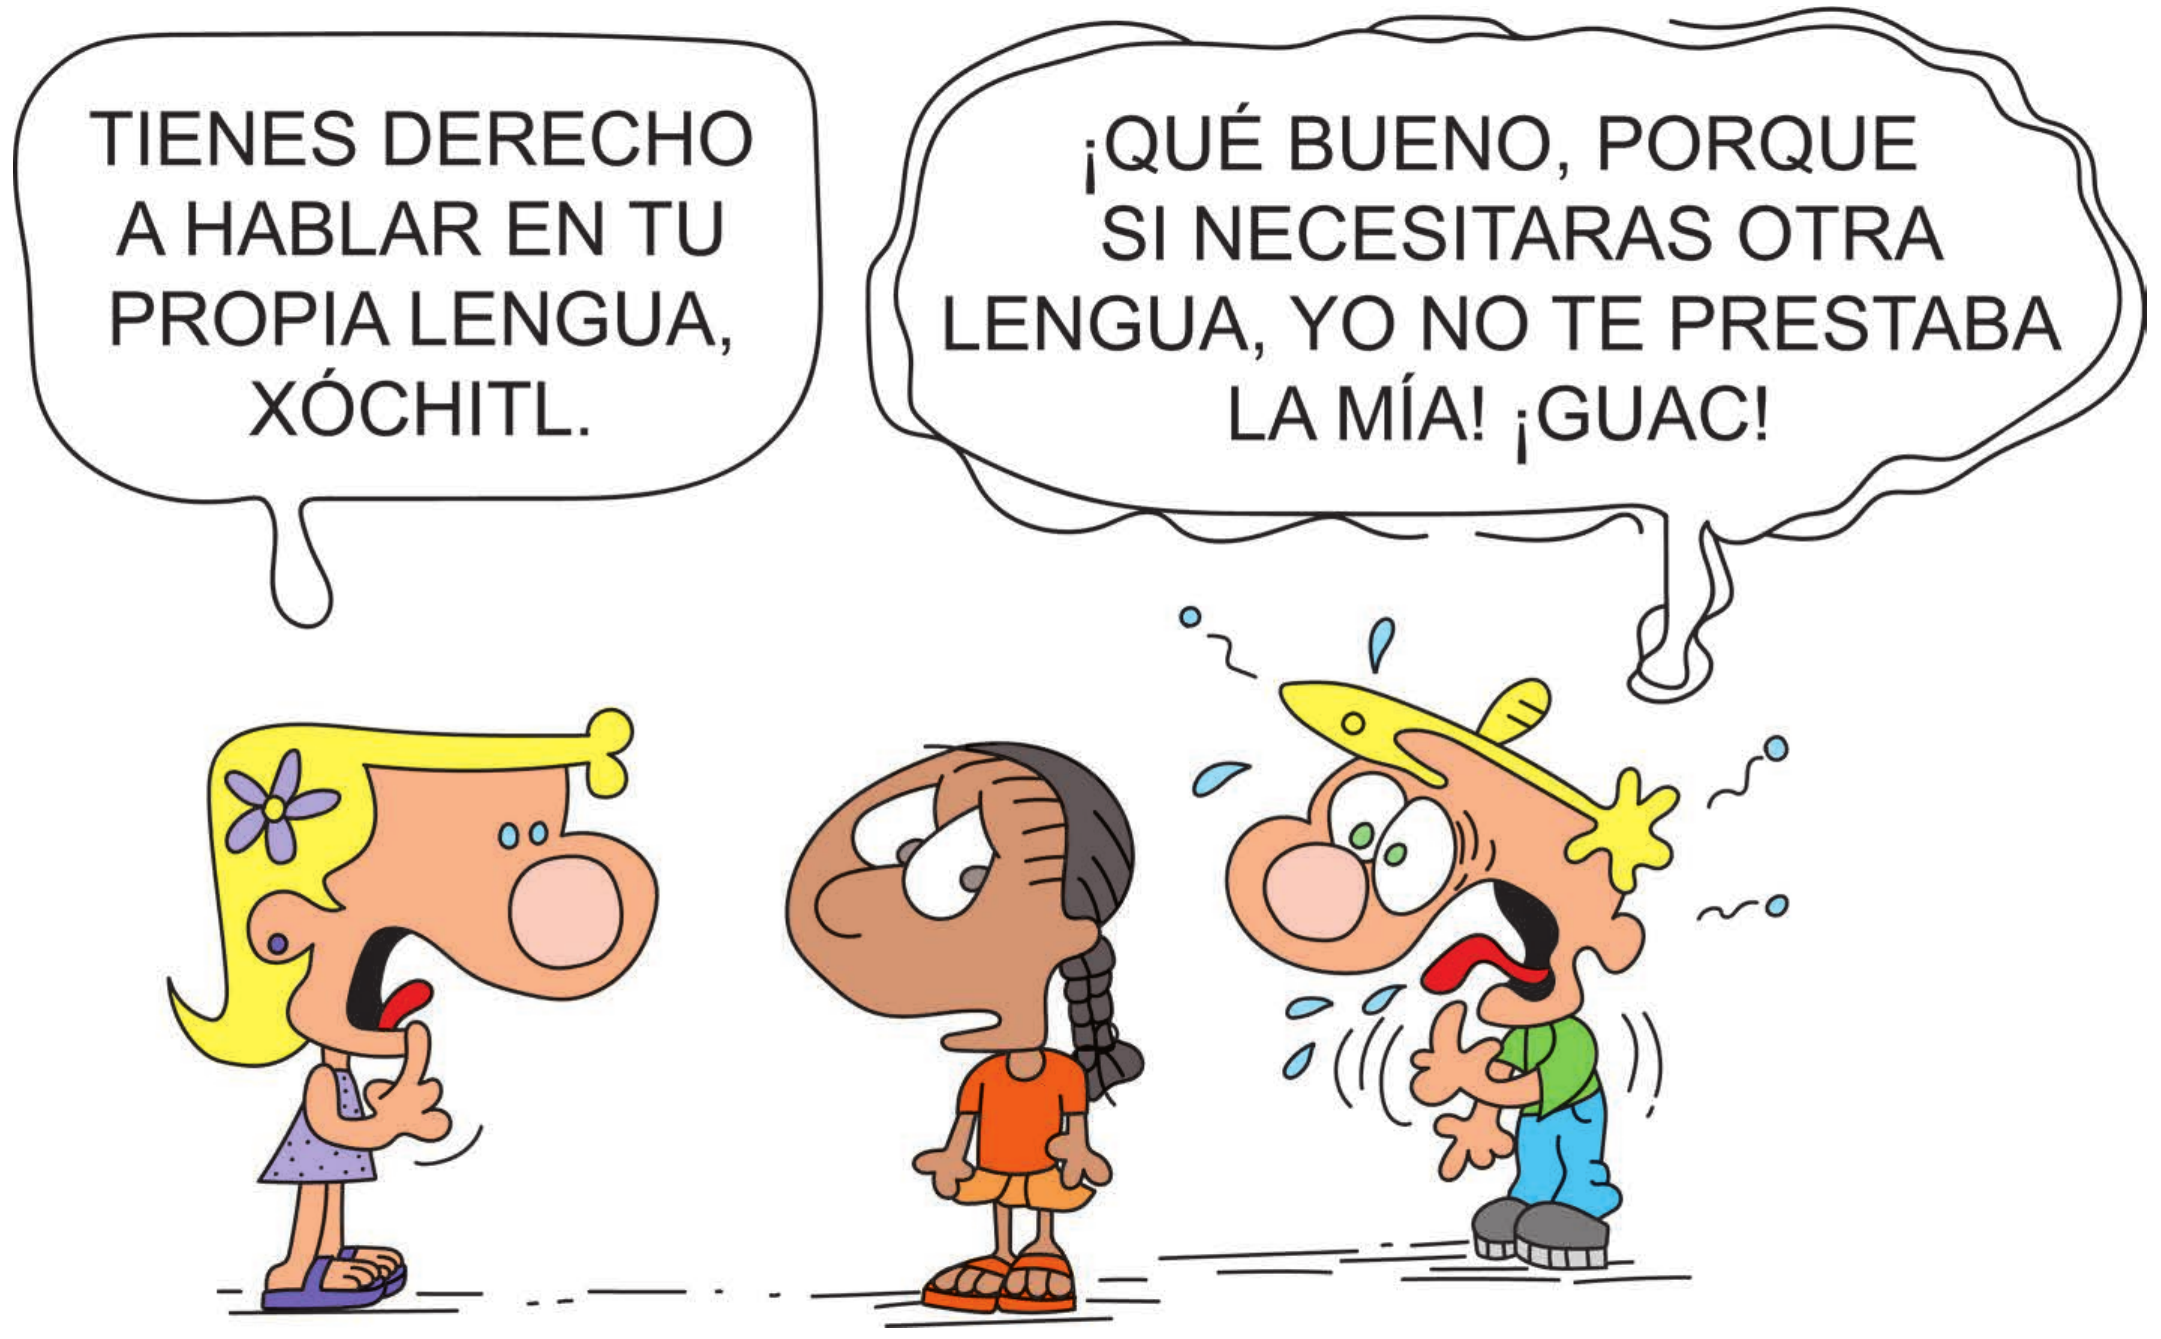 TIENES DERECHO
A HABLAR EN TU
PROPIA LENGUA,
XÓCHITL.
¡QUÉ BUENO, PORQUE
SI NECESITARAS OTRA
LENGUA, YO NO TE PRESTABA
LA MÍA! ¡GUAC!